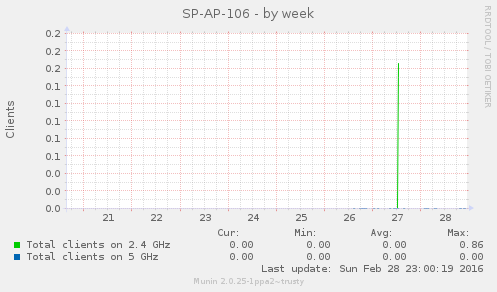 SP-AP-106 - by week
RRDTOOL / TOBI OETIKER
Clients
0.2
0.2
0.2
0.1
0.1
0.1
0.1
0.1
0.0
0.0
0.0
21 22 23 24 25 26 27 28
Cur: Min: Avg: Max:
Total clients on 2.4 GHz 0.00 0.00 0.00 0.86
Total clients on 5 GHz 0.00 0.00 0.00 0.00
Last update: Sun Feb 28 23:00:19 2016
Munin 2.0.25-1ppa2~trusty